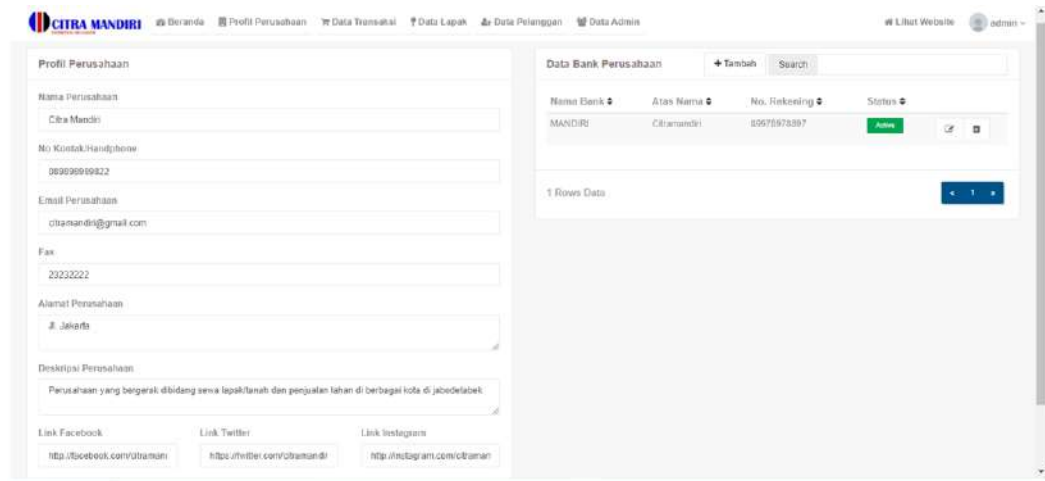 CITRA MANDIRI
Beranda
Profil Perusahaan
Data Transaksi
Data Lapak
Data Pelanggan
Data Admin
Lihat Website
admin
Profil Perusahaan
Nama Perusahaan
Citra Mandiri
No Kontak/Handphone
Email Perusahaan
citramandiri@gmail.com
Fax
23232222
Alamat Perusahaan
Jl. Jakarta
Deskripsi Perusahaan
Perusahaan yang bergerak dibidang sewa lapak/tanah dan penjualan lahan di berbagai kota di jabodetabek
Link Facebook
Link Twitter
Link Instagram
http://facebook.com/citramani
https://twitter.com/citramandi/
http://instagram.com/citraman
Data Bank Perusahaan
+ Tambah
Search
Nama Bank
Atas Nama
No. Rekening
Status
MANDIRI
Citramandiri
Active
1 Rows Data
« 1 »